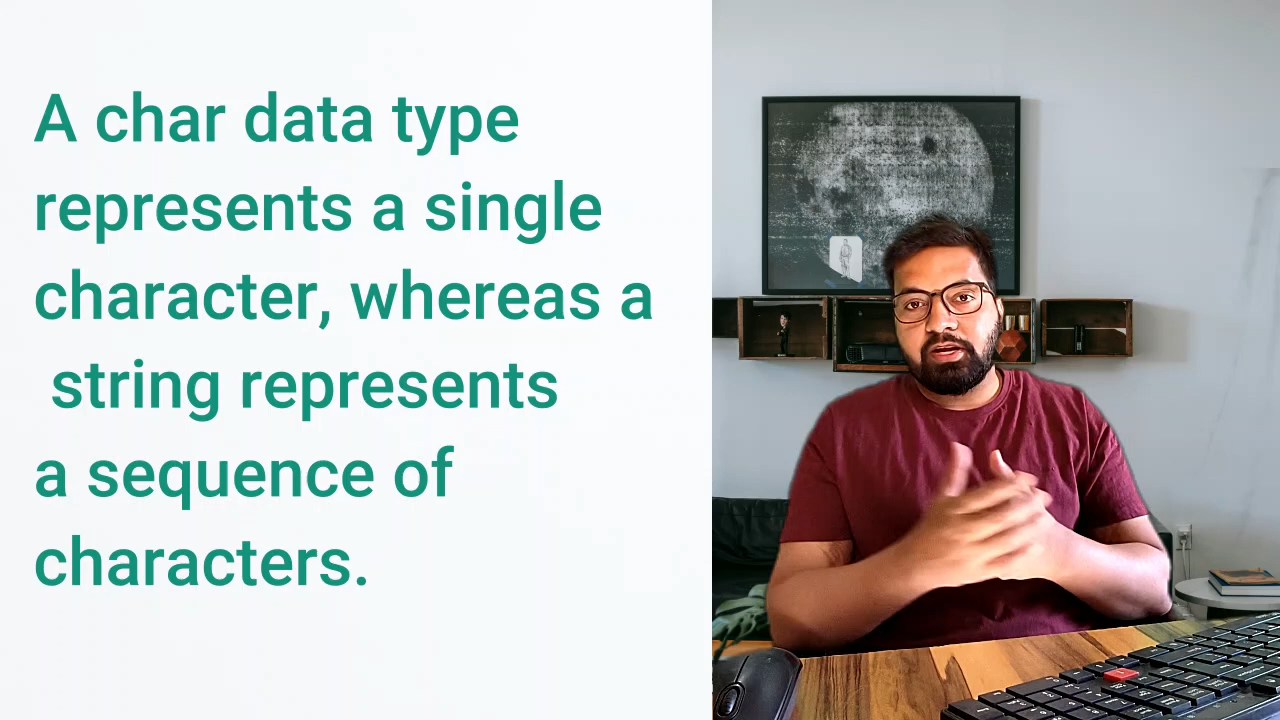 A char data type
represents a single
character, whereas a
string represents
a sequence of
characters.